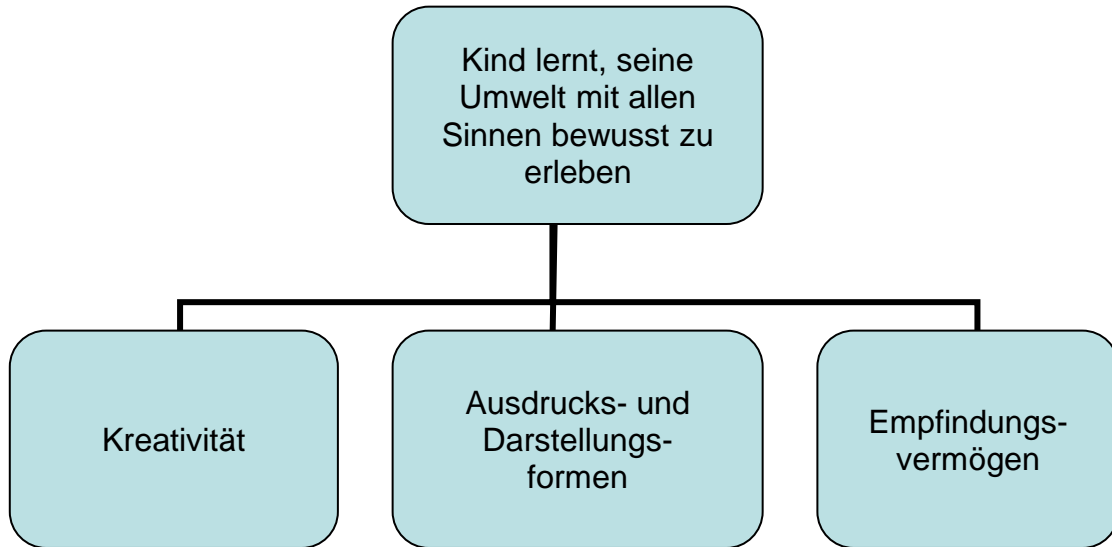 Kind lernt, seine
Umwelt mit allen
Sinnen bewusst zu
erleben
Kreativität
Ausdrucks- und
Darstellungs-
formen
Empfindungs-
vermögen